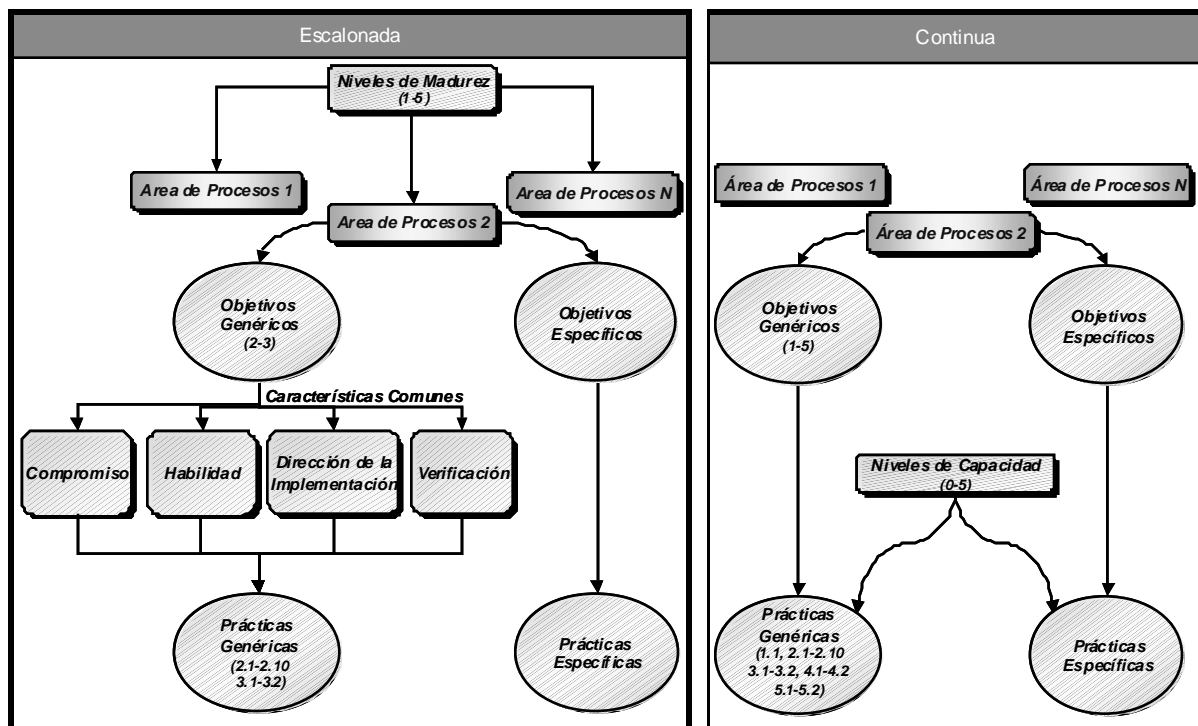 Escalonada
Niveles de Madurez
(1-5)
Area de Procesos 1
Area de Procesos N
Area de Procesos 2
Objetivos
Genéricos
(2-3)
Objetivos
Específicos
Características Comunes
Compromiso
Habilidad
Dirección de la
Implementación
Verificación
Prácticas
Genéricas
(2.1-2.10
3.1-3.2)
Prácticas
Específicas
Continua
Área de Procesos 1
Área de Procesos N
Área de Procesos 2
Objetivos
Genéricos
(1-5)
Objetivos
Específicos
Niveles de Capacidad
(0-5)
Prácticas
Genéricas
(1.1, 2.1-2.10
3.1-3.2, 4.1-4.2
5.1-5.2)
Prácticas
Específicas